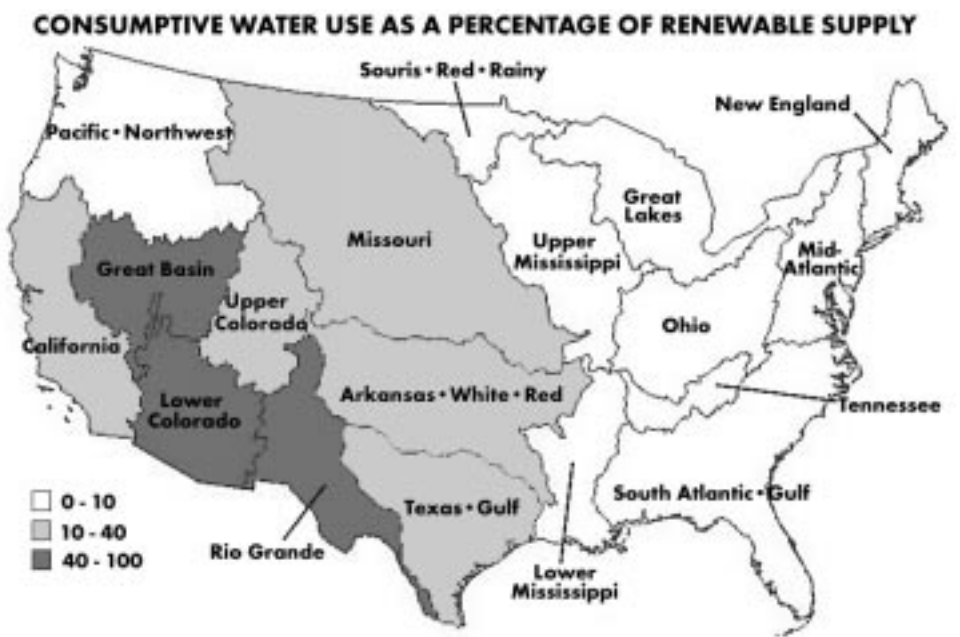 CONSUMPTIVE WATER USE AS A PERCENTAGE OF RENEWABLE SUPPLY
Souris • Red • Rainy
New England
Pacific • Northwest
Great
Lakes
Missouri
Upper
Mississippi
Mid-
Atlantic
Great Basin
Upper
Colorado
Ohio
California
Arkansas • White • Red
Tennessee
Lower
Colorado
South Atlantic • Gulf
Texas • Gulf
Rio Grande
Lower
Mississippi
0 - 10
10 - 40
40 - 100